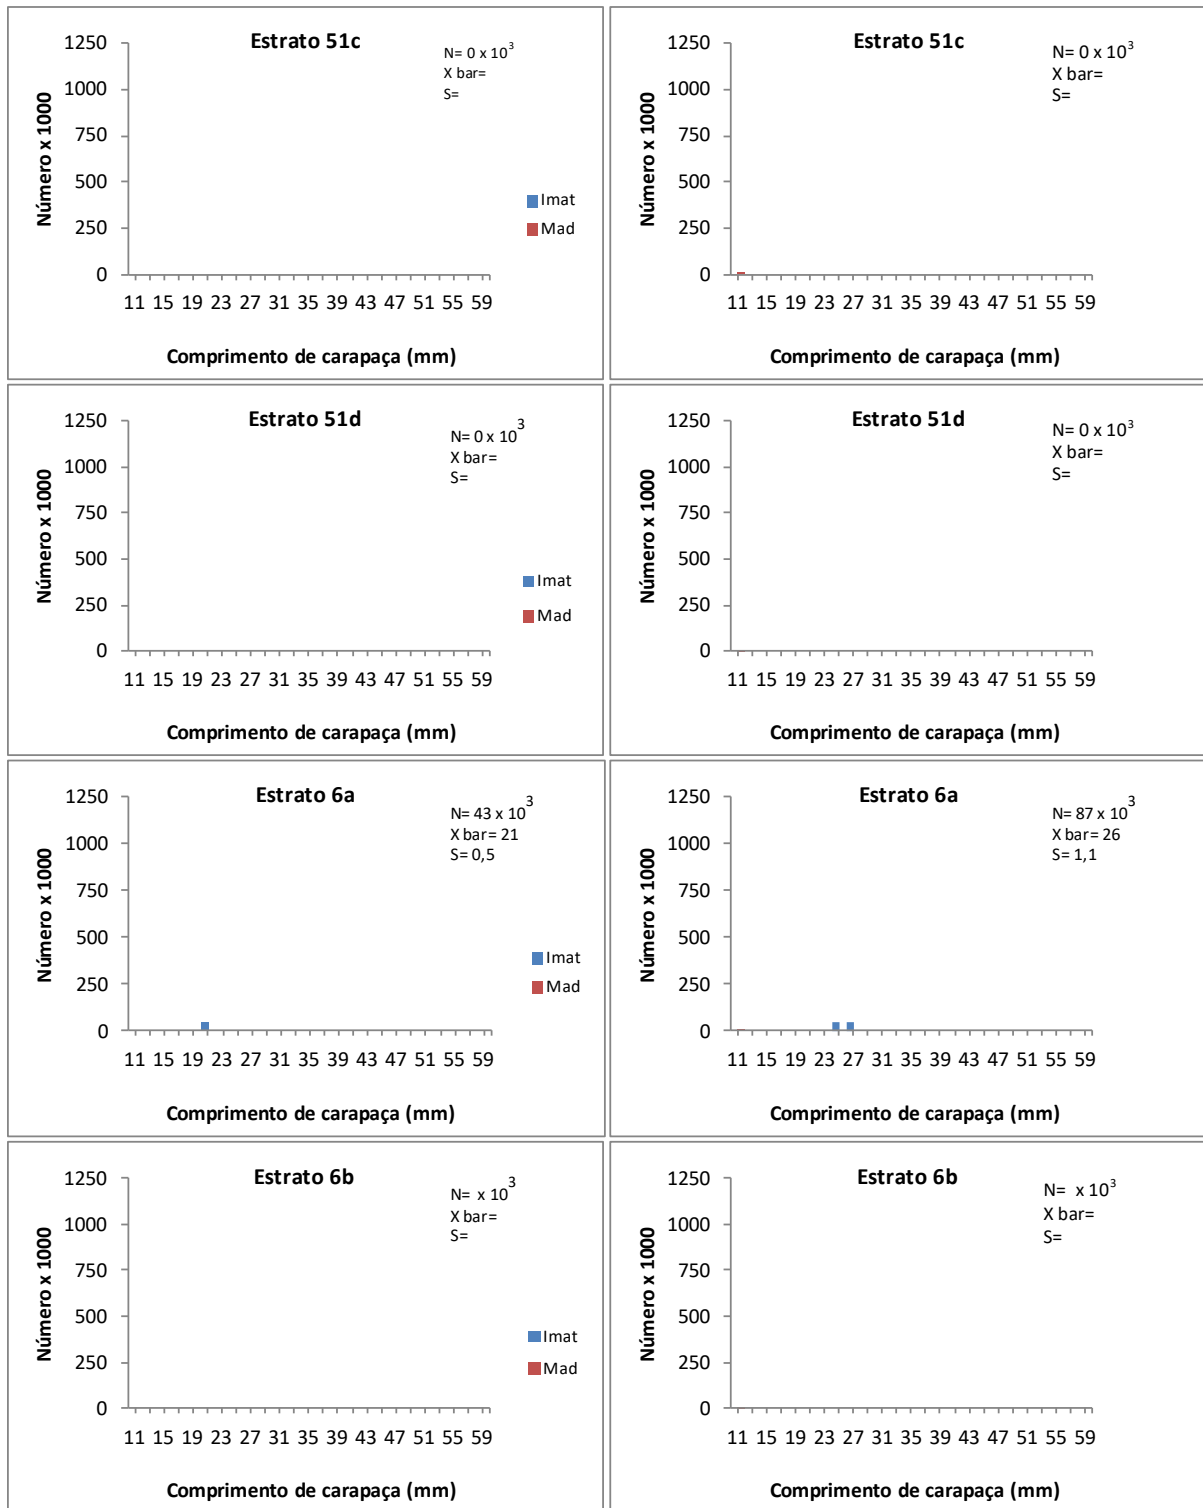 Estrato 51c
N= 0 x 10³
X bar=
S=
1250
1000
750
500
250
0
Número x 1000
Imat
Mad
11 15 19 23 27 31 35 39 43 47 51 55 59
Comprimento de carapaça (mm)
Estrato 51c
N= 0 x 10³
X bar=
S=
1250
1000
750
500
250
0
Número x 1000
11 15 19 23 27 31 35 39 43 47 51 55 59
Comprimento de carapaça (mm)
Estrato 51d
N= 0 x 10³
X bar=
S=
1250
1000
750
500
250
0
Número x 1000
Imat
Mad
11 15 19 23 27 31 35 39 43 47 51 55 59
Comprimento de carapaça (mm)
Estrato 51d
N= 0 x 10³
X bar=
S=
1250
1000
750
500
250
0
Número x 1000
11 15 19 23 27 31 35 39 43 47 51 55 59
Comprimento de carapaça (mm)
Estrato 6a
N= 43 x 10³
X bar= 21
S= 0,5
1250
1000
750
500
250
0
Número x 1000
Imat
Mad
11 15 19 23 27 31 35 39 43 47 51 55 59
Comprimento de carapaça (mm)
Estrato 6a
N= 87 x 10³
X bar= 26
S= 1,1
1250
1000
750
500
250
0
Número x 1000
11 15 19 23 27 31 35 39 43 47 51 55 59
Comprimento de carapaça (mm)
Estrato 6b
N= x 10³
X bar=
S=
1250
1000
750
500
250
0
Número x 1000
Imat
Mad
11 15 19 23 27 31 35 39 43 47 51 55 59
Comprimento de carapaça (mm)
Estrato 6b
N= x 10³
X bar=
S=
1250
1000
750
500
250
0
Número x 1000
11 15 19 23 27 31 35 39 43 47 51 55 59
Comprimento de carapaça (mm)